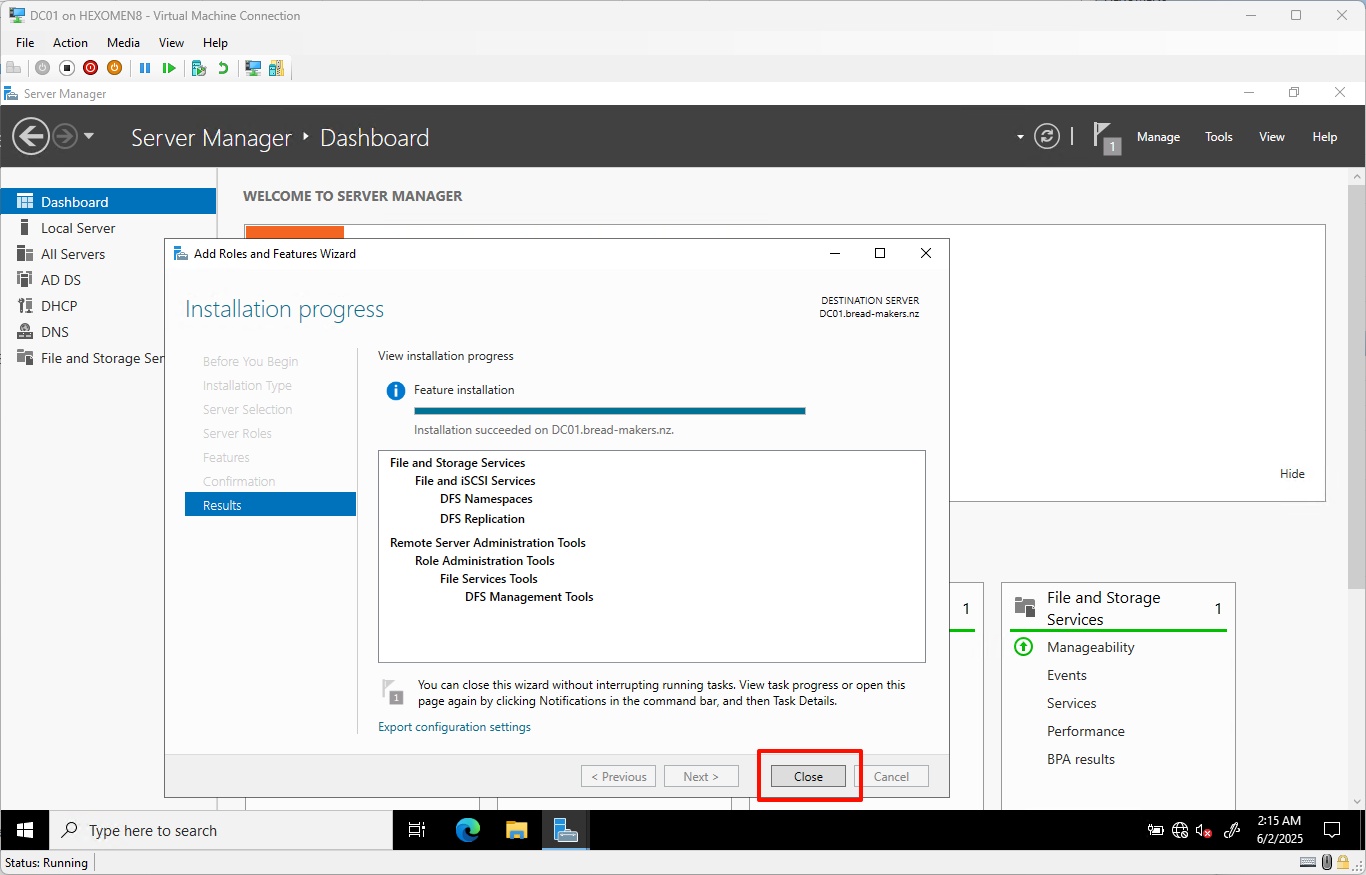 DC01 on HEXOMEN8 - Virtual Machine Connection
File Action Media View Help
Server Manager
Server Manager
Dashboard
1
Manage Tools View Help
Dashboard
Local Server
All Servers
AD DS
DHCP
DNS
File and Storage Ser
WELCOME TO SERVER MANAGER
Hide
Add Roles and Features Wizard
Installation progress
DESTINATION SERVER
DC01.bread-makers.nz
Before You Begin
Installation Type
Server Selection
Server Roles
Features
Confirmation
Results
View installation progress
Feature installation
Installation succeeded on DC01.bread-makers.nz.
File and Storage Services
File and iSCSI Services
DFS Namespaces
DFS Replication
Remote Server Administration Tools
Role Administration Tools
File Services Tools
DFS Management Tools
1
You can close this wizard without interrupting running tasks. View task progress or open this
page again by clicking Notifications in the command bar, and then Task Details.
Export configuration settings
< Previous
Next >
Close
Cancel
1
File and Storage
Services
1
Manageability
Events
Services
Performance
BPA results
Type here to search
2:15 AM
6/2/2025
Status: Running